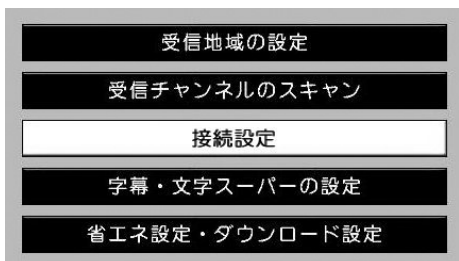 受信地域の設定
受信チャンネルのスキャン
接続設定
字幕・文字スーパーの設定
省エネ設定・ダウンロード設定